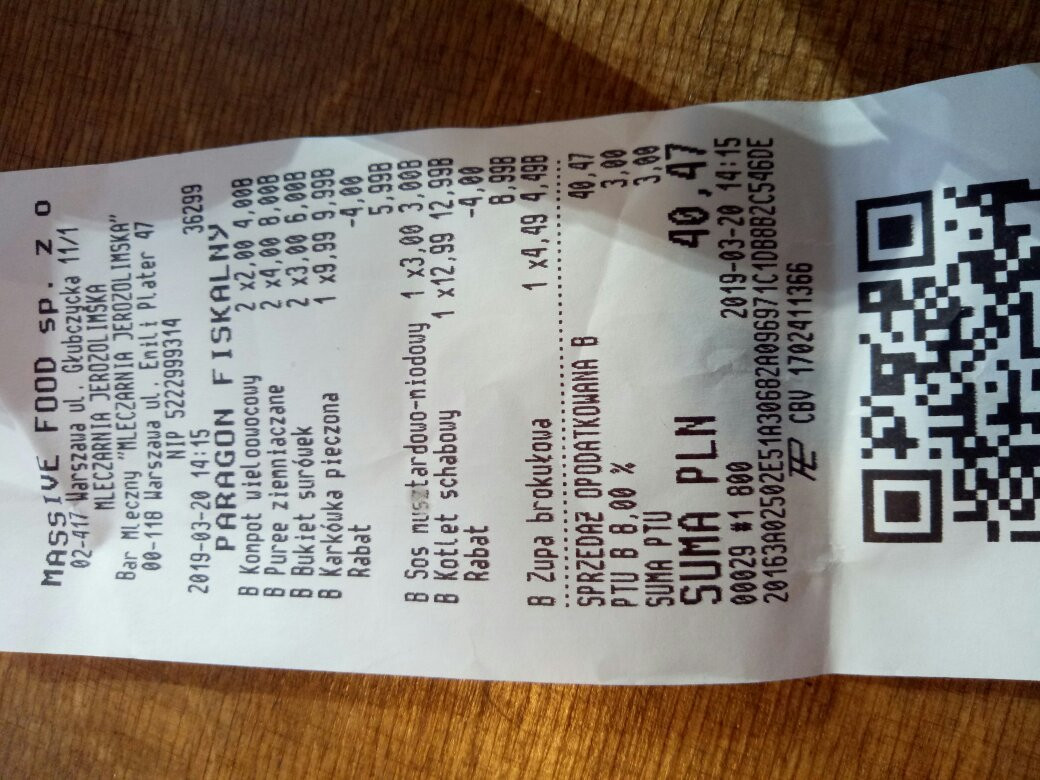 MASSIVE FOOD sp. z o
02-417 Warszawa ul. Głubczycka 11/1
MLECZARNIA JEROZOLIMSKA
Bar Mleczny "MLECZARNIA JEROZOLIMSKA"
00-118 Warszawa ul. Emili Plater 47
NIP 5222999314
2019-03-20 14:15 36299
PARAGON FISKALNY
B Kompot wieloowocowy 2 x2,00 4,00B
B Puree ziemniaczane 2 x4,00 8,00B
B Bukiet surówek 2 x3,00 6,00B
B Karkówka pieczona 1 x9,99 9,99B
Rabat -4,00
5,99B
B Sos musztardowo-miodowy 1 x3,00 3,00B
B Kotlet schabowy 1 x12,99 12,99B
Rabat -4,00
8,99B
B Zupa brokułowa 1 x4,49 4,49B
SPRZEDAŻ OPODATKOWANA B 40,47
PTU B 8,00 % 3,00
SUMA PTU 3,00
SUMA PLN 40,47
00029 #1 800 2019-03-20 14:15
20163A02502E51A306B2A096971C1DB8B2C546DE
CBV 1702411366